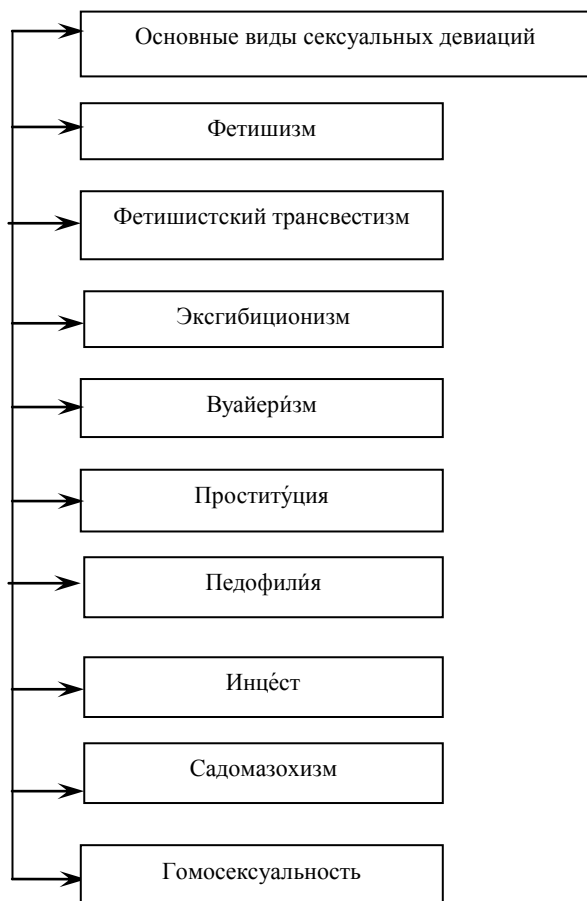 Основные виды сексуальных девиаций
Фетишизм
Фетишистский трансвестизм
Эксгибиционизм
Вуайери́зм
Проститу́ция
Педофили́я
Инце́ст
Садомазохизм
Гомосексуальность